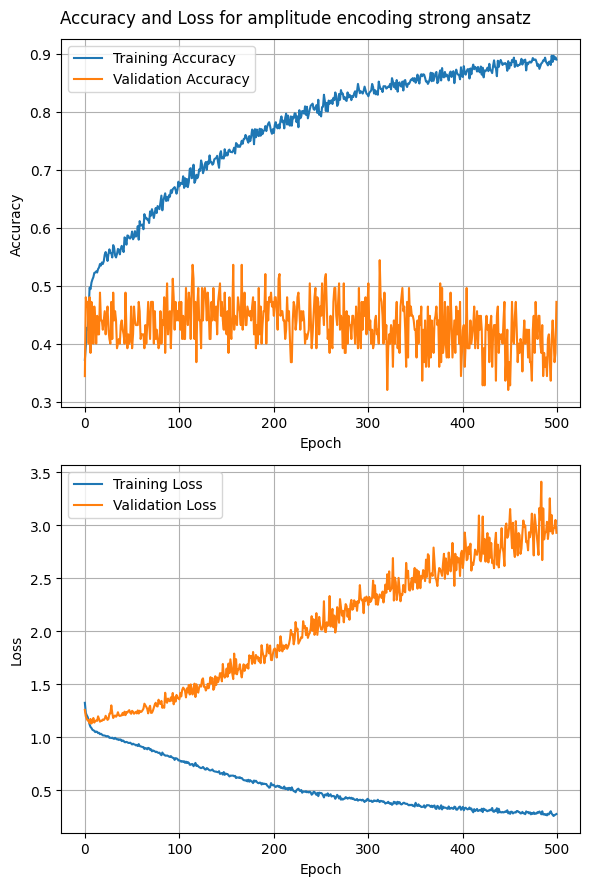 Accuracy and Loss for amplitude encoding strong ansatz
Training Accuracy
Validation Accuracy
0.9
0.8
0.7
0.6
0.5
0.4
0.3
Accuracy
0 100 200 300 400 500
Epoch
Training Loss
Validation Loss
3.5
3.0
2.5
2.0
1.5
1.0
0.5
Loss
0 100 200 300 400 500
Epoch